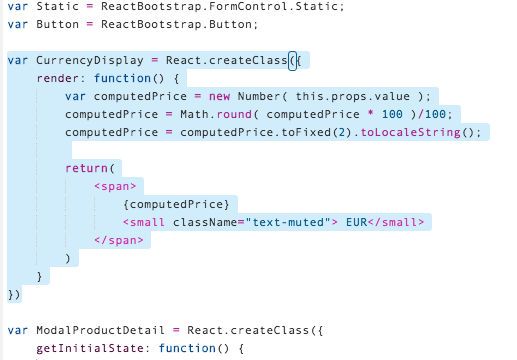 var Static = ReactBootstrap.FormControl.Static;
var Button = ReactBootstrap.Button;
var CurrencyDisplay = React.createClass({
render: function() {
var computedPrice = new Number( this.props.value );
computedPrice = Math.round( computedPrice * 100 )/100;
computedPrice = computedPrice.toFixed(2).toLocaleString();
return(
<span>
{computedPrice}
<small className="text-muted"> EUR</small>
</span>
)
}
})
var ModalProductDetail = React.createClass({
getInitialState: function() {